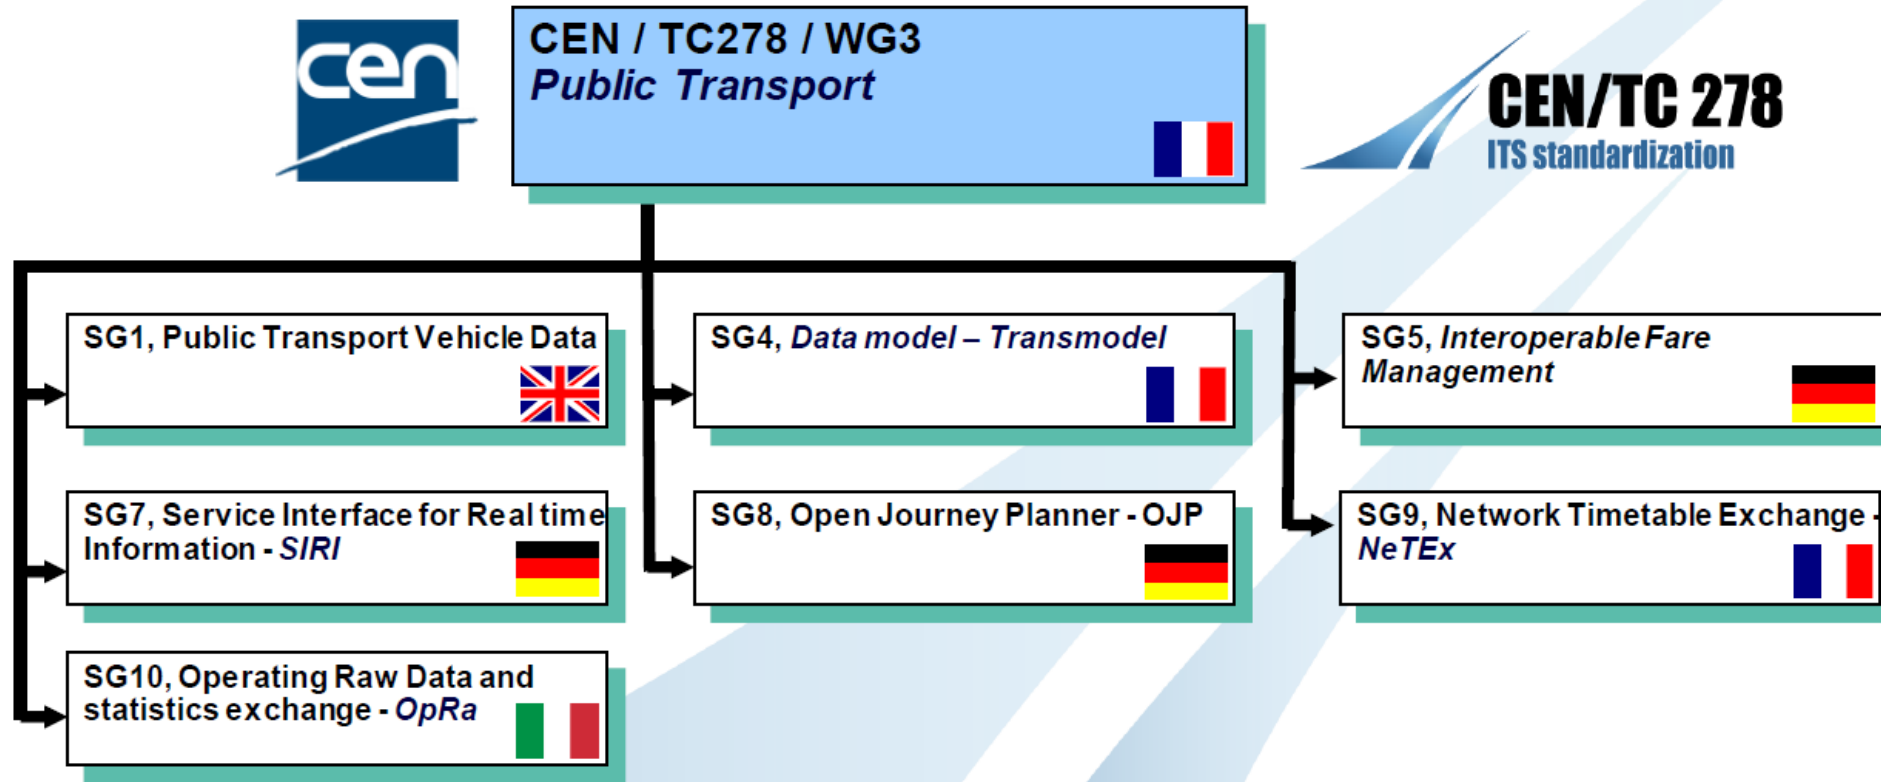 cen
CEN / TC278 / WG3
Public Transport
CEN/TC 278
ITS standardization
SG1, Public Transport Vehicle Data
SG4, Data model – Transmodel
SG5, Interoperable Fare
Management
SG7, Service Interface for Real time
Information - SIRI
SG8, Open Journey Planner - OJP
SG9, Network Timetable Exchange -
NeTEx
SG10, Operating Raw Data and
statistics exchange - OpRa